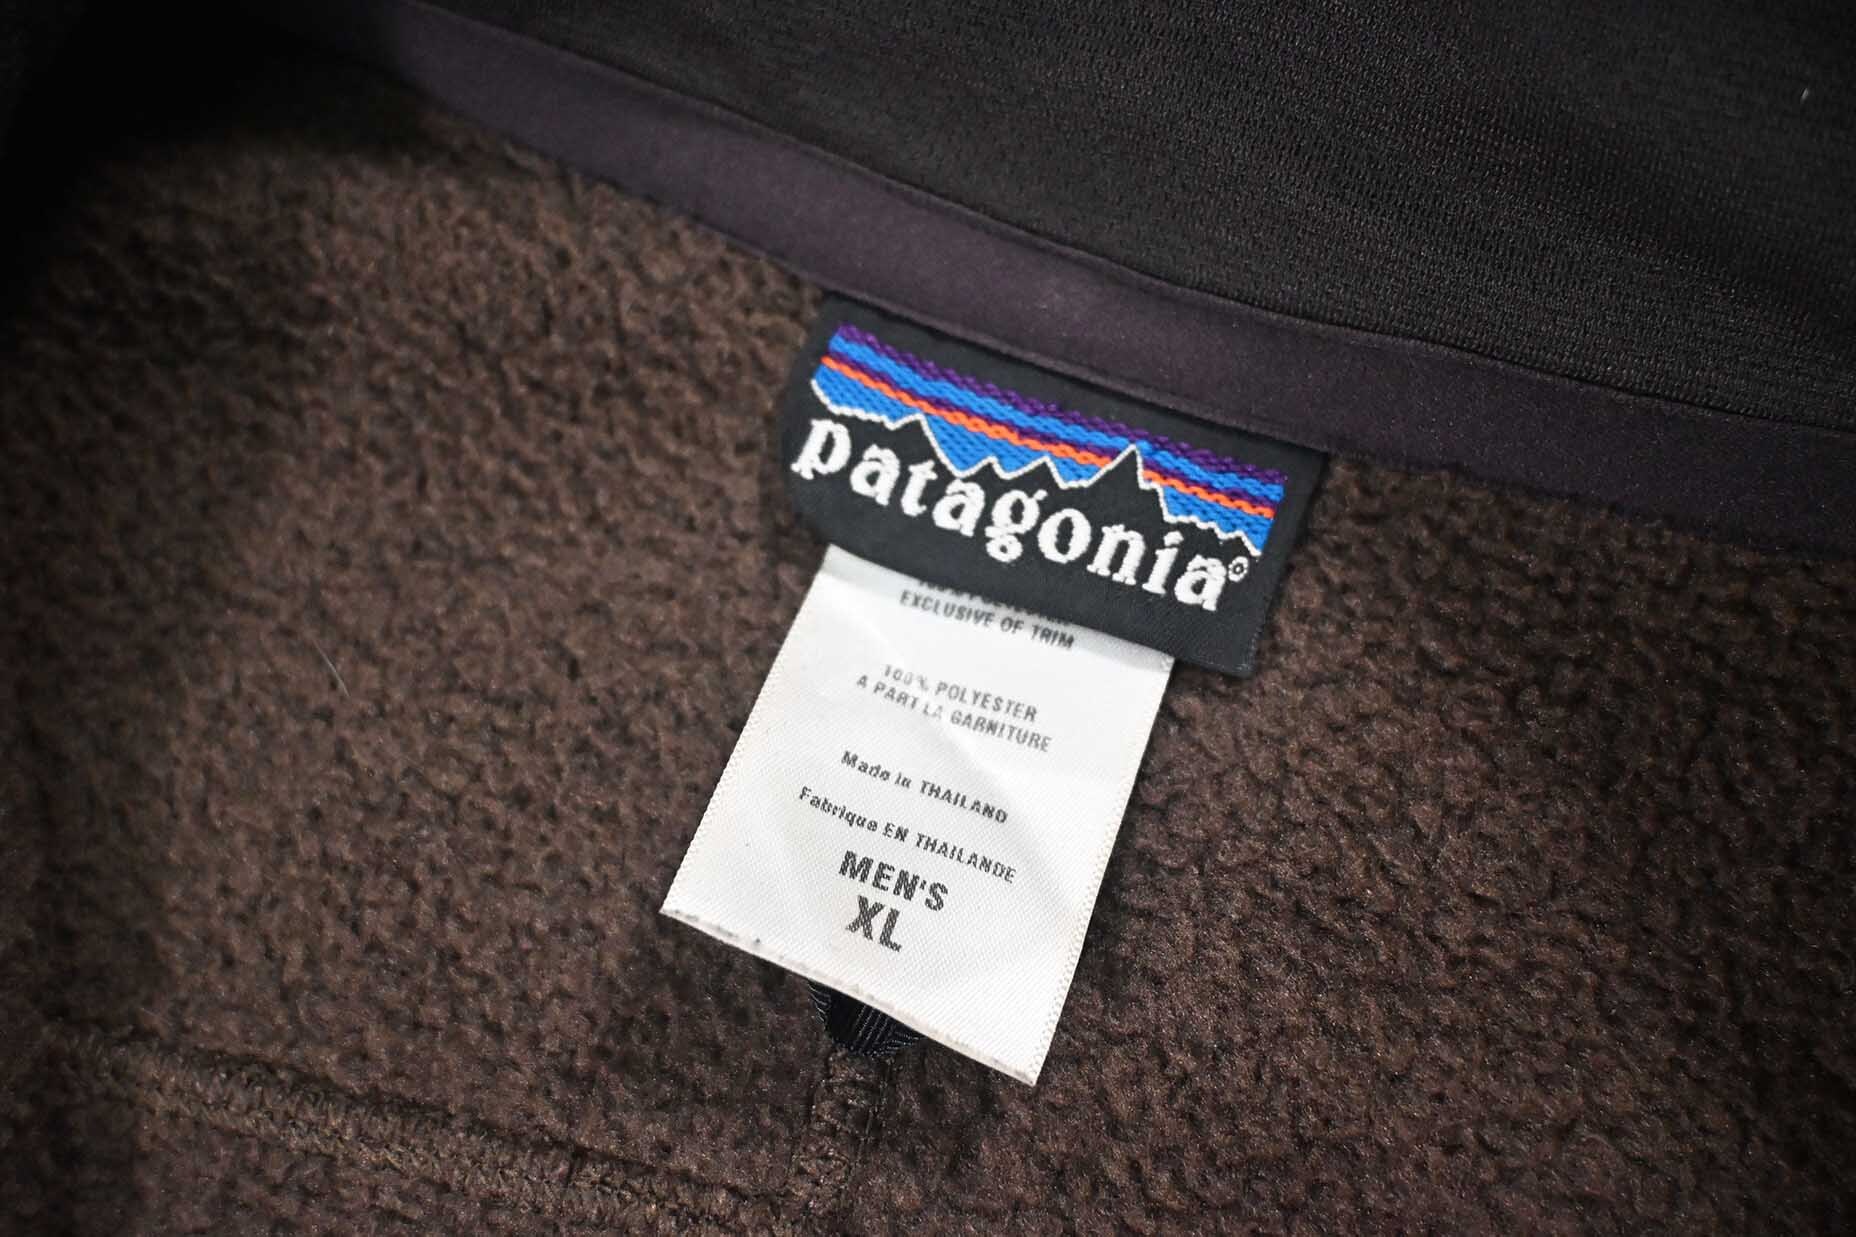 patagonia®
EXCLUSIVE OF TRIM
100% POLYESTER
A PART LA GARNITURE
Made in THAILAND
Fabrique EN THAILANDE
MEN'S
XL